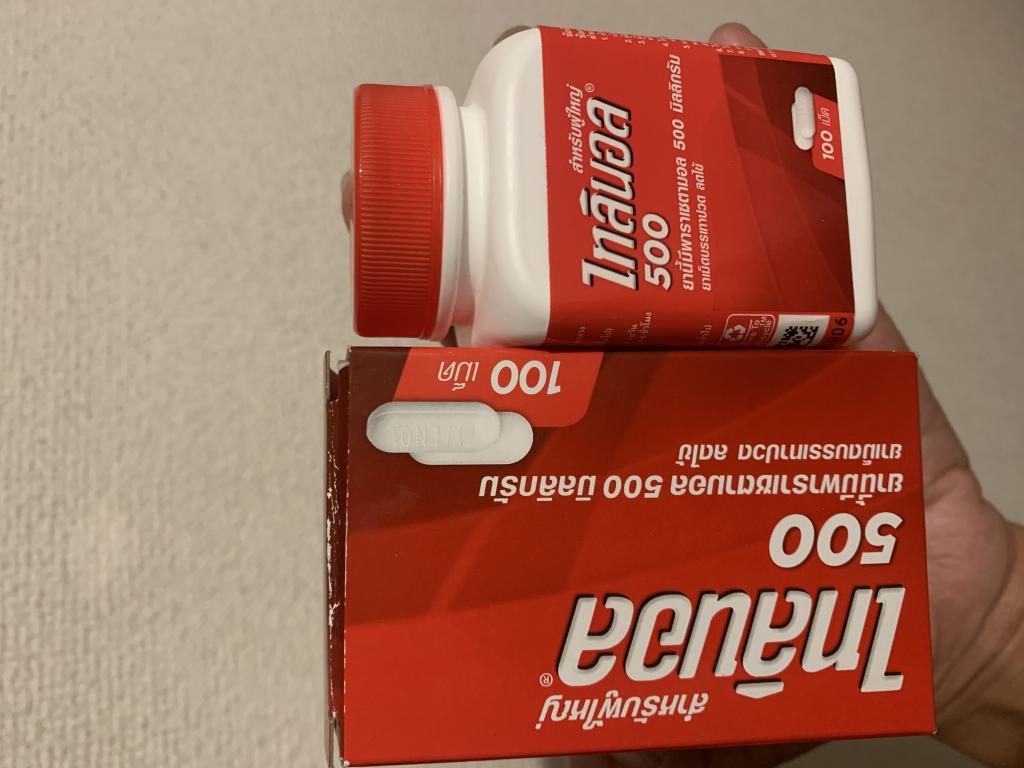 สำหรับผู้ใหญ่
ไทลินอล®
500
ยานี้มีพาราเซตามอล 500 มิลลิกรัม
ยาเม็ดบรรเทาปวด ลดไข้
100 เม็ด
สำหรับผู้ใหญ่
ไทลินอล®
500
ยานี้มีพาราเซตามอล 500 มิลลิกรัม
ยาเม็ดบรรเทาปวด ลดไข้
TYLENOL
100 เม็ด